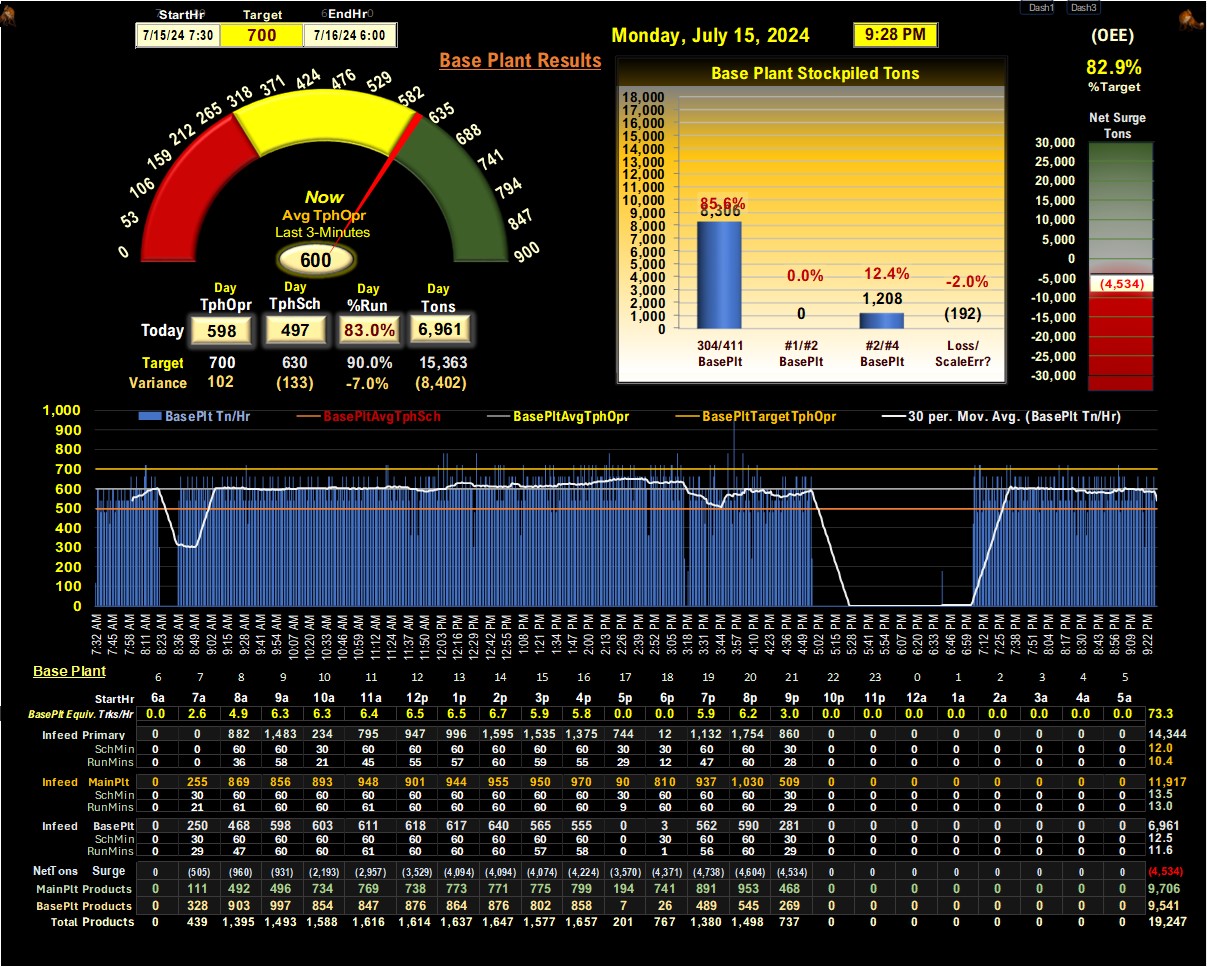 Dash1 Dash3
StartHr Target EndHr
7/15/24 7:30 700 7/16/24 6:00
Monday, July 15, 2024 9:28 PM
(OEE)
82.9%
%Target
Base Plant Results
0 53 106 159 212 265 318 371 424 476 529 582 635 688 741 794 847 900
Now
Avg TphOpr
Last 3-Minutes
600
Day Day Day Day
TphOpr TphSch %Run Tons
Today 598 497 83.0% 6,961
Target 700 630 90.0% 15,363
Variance 102 (133) -7.0% (8,402)
Base Plant Stockpiled Tons
18,000
17,000
16,000
15,000
14,000
13,000
12,000
11,000
10,000
9,000
8,000
7,000
6,000
5,000
4,000
3,000
2,000
1,000
0
85.6% 0.0% 12.4% -2.0%
8,306 0 1,208 (192)
304/411 #1/#2 #2/#4 Loss/
BasePlt BasePlt BasePlt ScaleErr?
Net Surge
Tons
30,000
25,000
20,000
15,000
10,000
5,000
0
-5,000
-10,000
-15,000
-20,000
-25,000
-30,000
(4,534)
BasePlt Tn/Hr BasePltAvgTphSch BasePltAvgTphOpr BasePltTargetTphOpr 30 per. Mov. Avg. (BasePlt Tn/Hr)
1,000
900
800
700
600
500
400
300
200
100
0
7:32 AM 7:45 AM 7:58 AM 8:11 AM 8:23 AM 8:36 AM 8:49 AM 9:02 AM 9:15 AM 9:28 AM 9:41 AM 9:54 AM 10:07 AM 10:20 AM 10:33 AM 10:46 AM 10:59 AM 11:12 AM 11:24 AM 11:37 AM 11:50 AM 12:03 PM 12:16 PM 12:29 PM 12:42 PM 12:55 PM 1:08 PM 1:21 PM 1:34 PM 1:47 PM 2:00 PM 2:13 PM 2:26 PM 2:39 PM 2:52 PM 3:05 PM 3:18 PM 3:31 PM 3:44 PM 3:57 PM 4:10 PM 4:23 PM 4:36 PM 4:49 PM 5:02 PM 5:28 PM 5:41 PM 5:54 PM 6:07 PM 6:20 PM 6:33 PM 6:46 PM 6:59 PM 7:12 PM 7:25 PM 7:38 PM 7:51 PM 8:04 PM 8:17 PM 8:30 PM 8:43 PM 8:56 PM 9:09 PM 9:22 PM
Base Plant
6 7 8 9 10 11 12 13 14 15 16 17 18 19 20 21 22 23 0 1 2 3 4 5
StartHr 6a 7a 8a 9a 10a 11a 12p 1p 2p 3p 4p 5p 6p 7p 8p 9p 10p 11p 12a 1a 2a 3a 4a 5a
BasePlt Equiv. Trks/Hr 0.0 2.6 4.9 6.3 6.3 6.4 6.5 6.5 6.7 5.9 5.8 0.0 0.0 5.9 6.2 3.0 0.0 0.0 0.0 0.0 0.0 0.0 0.0 0.0 73.3
Infeed Primary 0 0 882 1,483 234 795 947 996 1,595 1,535 1,375 744 12 1,132 1,754 860 0 0 0 0 0 0 0 0 14,344
SchMin 0 0 60 60 30 60 60 60 60 60 60 30 30 60 60 30 0 0 0 0 0 0 0 0 12.0
RunMins 0 0 36 58 21 45 55 57 60 59 55 29 12 47 60 28 0 0 0 0 0 0 0 0 10.4
Infeed MainPlt 0 255 869 856 893 948 901 944 955 950 970 90 810 937 1,030 509 0 0 0 0 0 0 0 0 11,917
SchMin 0 30 60 60 60 60 60 60 60 60 60 30 60 60 60 30 0 0 0 0 0 0 0 0 13.5
RunMins 0 21 61 60 60 61 60 60 60 60 60 9 60 60 60 29 0 0 0 0 0 0 0 0 13.0
Infeed BasePlt 0 250 468 598 603 611 618 617 640 565 555 0 3 562 590 281 0 0 0 0 0 0 0 0 6,961
SchMin 0 30 60 60 60 60 60 60 60 60 60 0 30 60 60 30 0 0 0 0 0 0 0 0 12.5
RunMins 0 29 47 60 60 61 60 60 60 57 58 0 1 56 60 29 0 0 0 0 0 0 0 0 11.6
NetTons Surge 0 (505) (960) (931) (2,193) (2,957) (3,529) (4,094) (4,094) (4,074) (4,224) (3,570) (4,371) (4,738) (4,604) (4,534) 0 0 0 0 0 0 0 0 (4,534)
MainPlt Products 0 111 492 496 734 769 738 773 771 775 799 194 741 891 953 468 0 0 0 0 0 0 0 0 9,706
BasePlt Products 0 328 903 997 854 847 876 864 876 802 858 7 26 489 545 269 0 0 0 0 0 0 0 0 9,541
Total Products 0 439 1,395 1,493 1,588 1,616 1,614 1,637 1,647 1,577 1,657 201 767 1,380 1,498 737 0 0 0 0 0 0 0 0 19,247